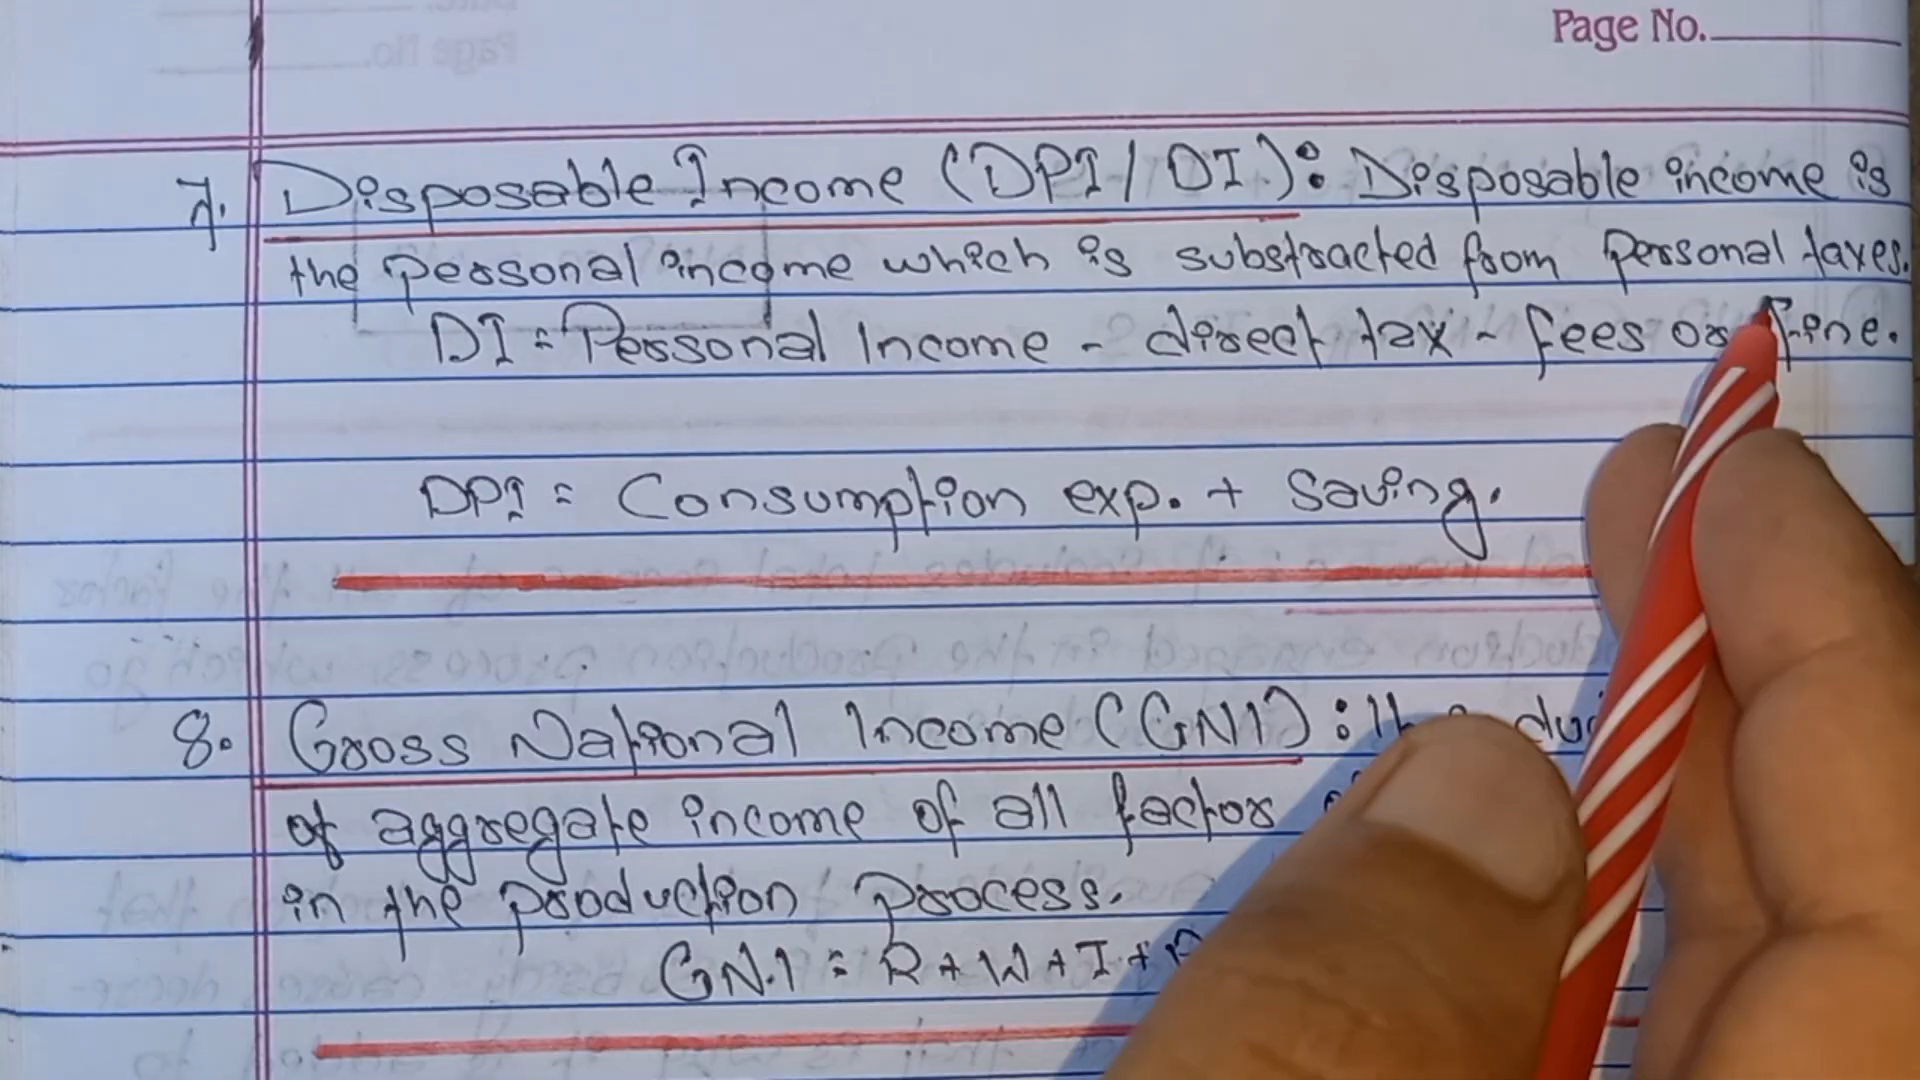 Page No.
7. Disposable Income (DPI / DI): Disposable income is
the personal income which is substracted from personal taxes.
DI = Personal Income - direct tax - fees or fine.
DPI = Consumption exp. + Saving.
8. Gross National Income (GNI):
of aggregate income of all factor
in the production process.
GN.I = R + W + I +